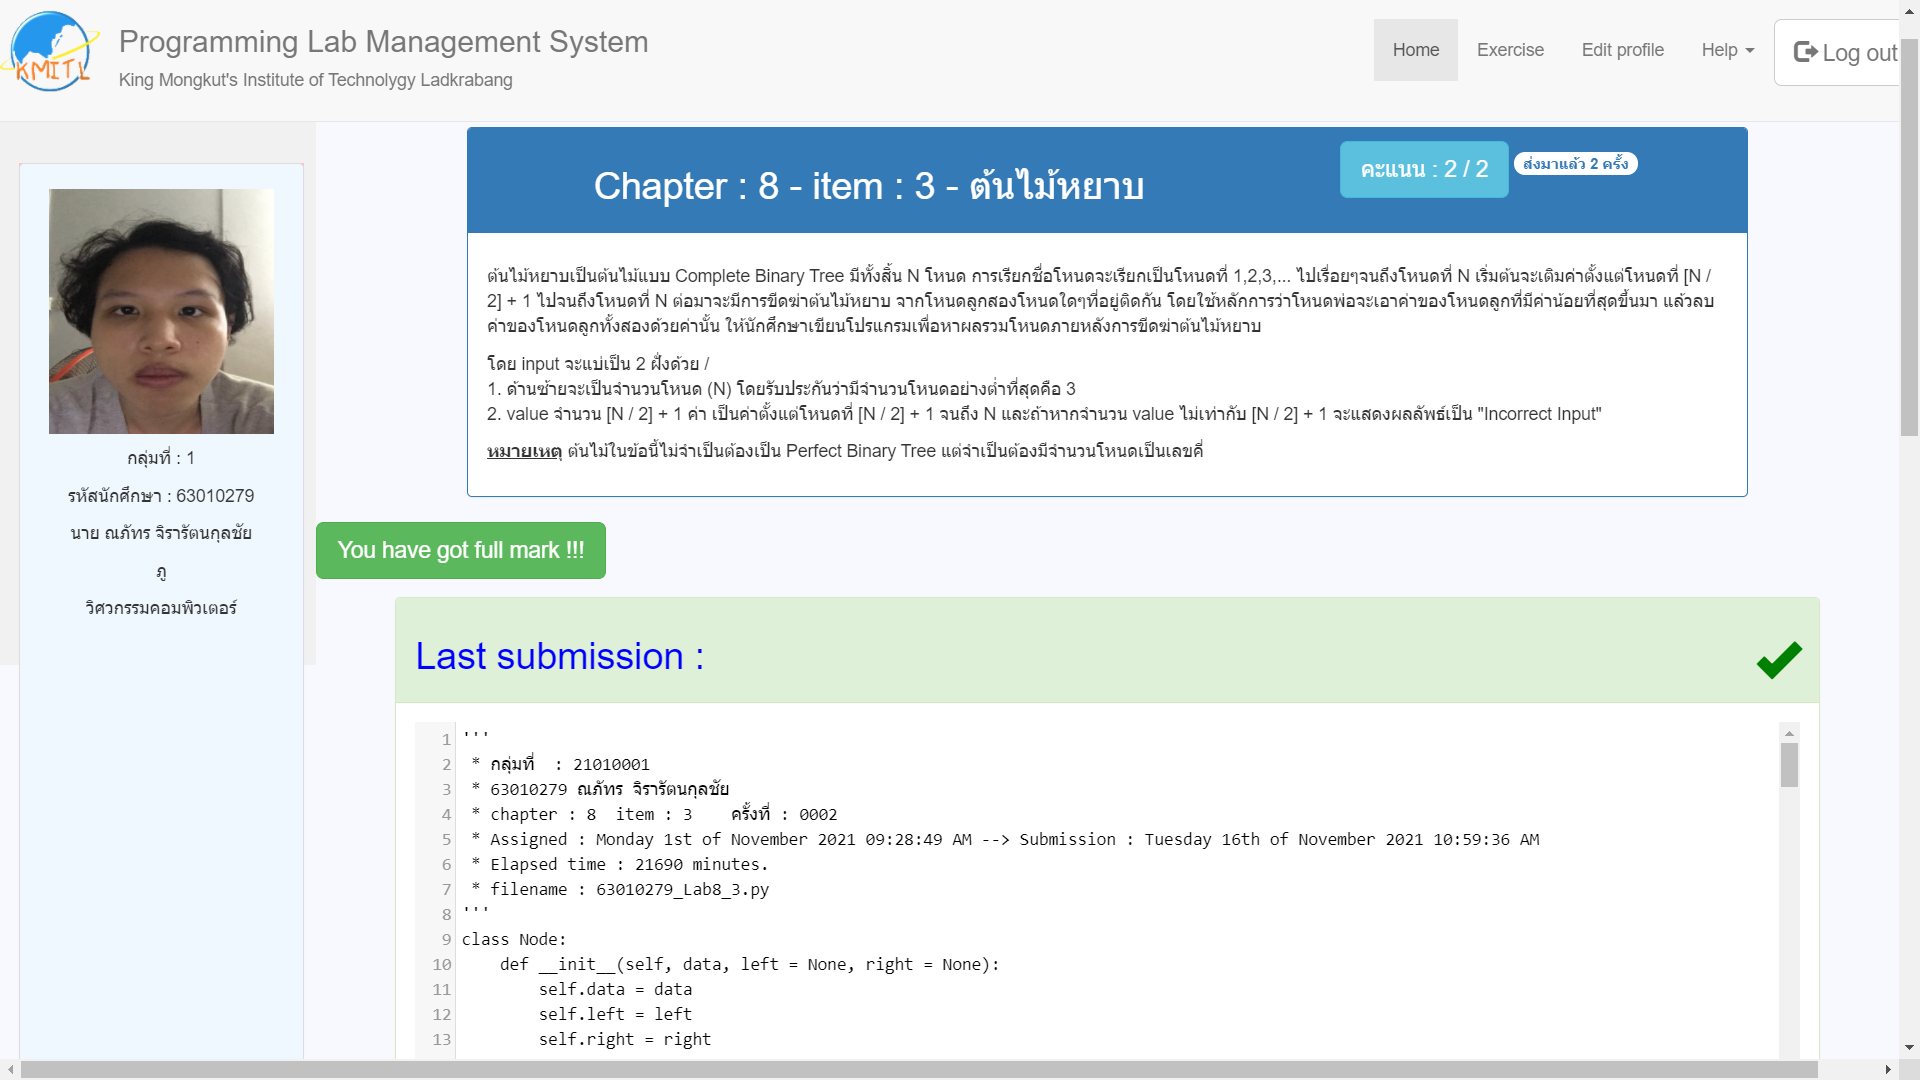 KMITL
Programming Lab Management System
King Mongkut's Institute of Technolygy Ladkrabang
Home
Exercise
Edit profile
Help
Log out
Chapter : 8 - item : 3 - ต้นไม้หยาบ
คะแนน : 2 / 2
ส่งมาแล้ว 2 ครั้ง
ต้นไม้หยาบเป็นต้นไม้แบบ Complete Binary Tree มีทั้งสิ้น N โหนด การเรียกชื่อโหนดจะเรียกเป็นโหนดที่ 1,2,3,... ไปเรื่อยๆจนถึงโหนดที่ N เริ่มต้นจะเติมค่าตั้งแต่โหนดที่ [N /
2] + 1 ไปจนถึงโหนดที่ N ต่อมาจะมีการขีดฆ่าต้นไม้หยาบ จากโหนดลูกสองโหนดใดๆที่อยู่ติดกัน โดยใช้หลักการว่าโหนดพ่อจะเอาค่าของโหนดลูกที่มีค่าน้อยที่สุดขึ้นมา แล้วลบ
ค่าของโหนดลูกทั้งสองด้วยค่านั้น ให้นักศึกษาเขียนโปรแกรมเพื่อหาผลรวมโหนดภายหลังการขีดฆ่าต้นไม้หยาบ
โดย input จะแบ่เป็น 2 ฝั่งด้วย /
1. ด้านซ้ายจะเป็นจำนวนโหนด (N) โดยรับประกันว่ามีจำนวนโหนดอย่างต่ำที่สุดคือ 3
2. value จำนวน [N / 2] + 1 ค่า เป็นค่าตั้งแต่โหนดที่ [N / 2] + 1 จนถึง N และถ้าหากจำนวน value ไม่เท่ากับ [N / 2] + 1 จะแสดงผลลัพธ์เป็น "Incorrect Input"
หมายเหตุ ต้นไม้ในข้อนี้ไม่จำเป็นต้องเป็น Perfect Binary Tree แต่จำเป็นต้องมีจำนวนโหนดเป็นเลขคี่
กลุ่มที่ : 1
รหัสนักศึกษา : 63010279
นาย ณภัทร จิรารัตนกุลชัย
ภู
วิศวกรรมคอมพิวเตอร์
You have got full mark !!!
Last submission :
1 '''
2 * กลุ่มที่ : 21010001
3 * 63010279 ณภัทร จิรารัตนกุลชัย
4 * chapter : 8 item : 3 ครั้งที่ : 0002
5 * Assigned : Monday 1st of November 2021 09:28:49 AM --> Submission : Tuesday 16th of November 2021 10:59:36 AM
6 * Elapsed time : 21690 minutes.
7 * filename : 63010279_Lab8_3.py
8 '''
9 class Node:
10 def __init__(self, data, left = None, right = None):
11 self.data = data
12 self.left = left
13 self.right = right